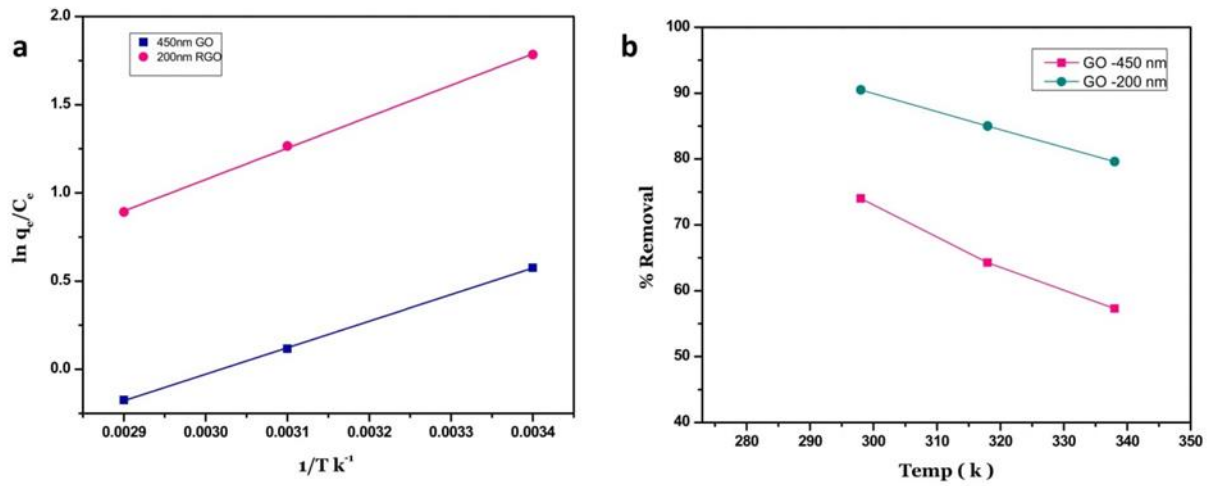 a
450nm GO
200nm RGO
2.0
1.5
1.0
0.5
0.0
ln qₑ/Cₑ
0.0029 0.0030 0.0031 0.0032 0.0033 0.0034
1/T k⁻¹
b
GO -450 nm
GO -200 nm
100
90
80
70
60
50
40
% Removal
280 290 300 310 320 330 340 350
Temp ( k )